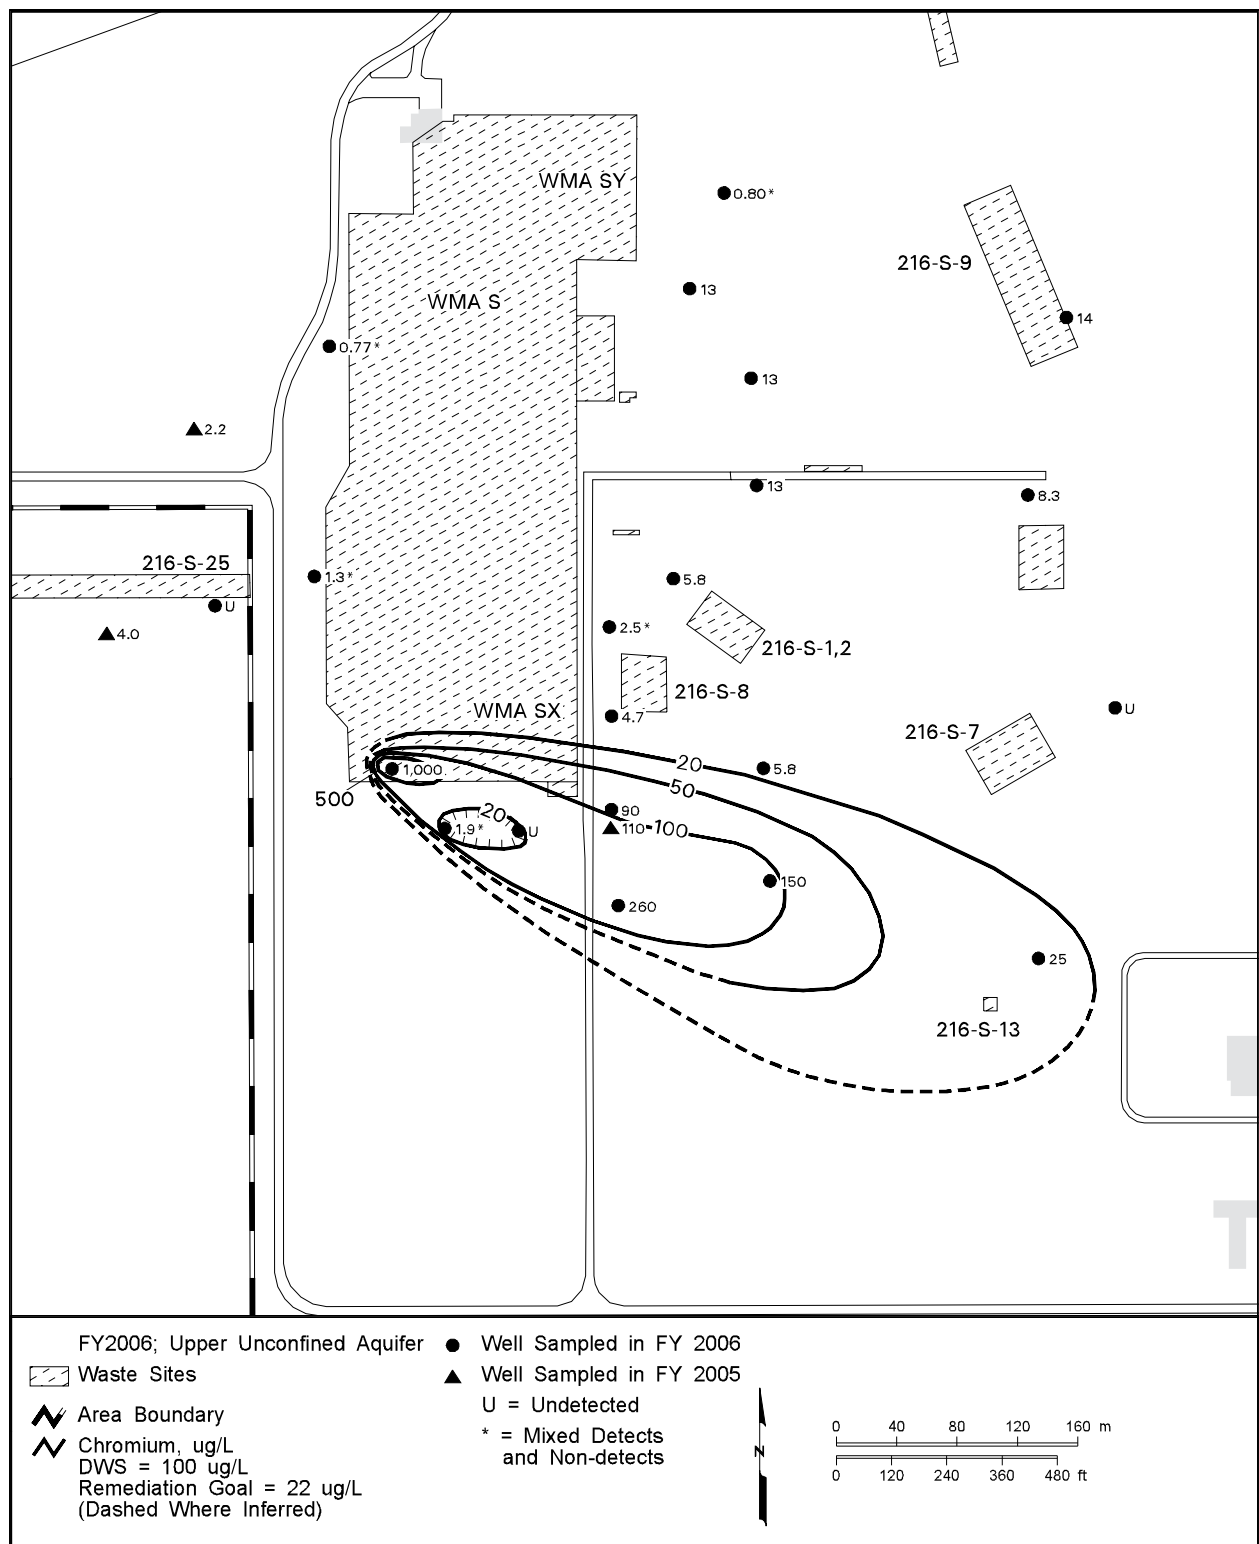 WMA SY
0.80*
216-S-9
13
WMA S
14
0.77*
13
2.2
13
8.3
216-S-25
1.3*
5.8
U
2.5*
4.0
216-S-1,2
216-S-8
WMA SX
4.7
U
216-S-7
20
1,000
5.8
50
500
90
20
1.9*
U
110
100
150
260
25
216-S-13
FY2006; Upper Unconfined Aquifer
Waste Sites
Area Boundary
Chromium, ug/L
DWS = 100 ug/L
Remediation Goal = 22 ug/L
(Dashed Where Inferred)
Well Sampled in FY 2006
Well Sampled in FY 2005
U = Undetected
* = Mixed Detects
and Non-detects
N
0 40 80 120 160 m
0 120 240 360 480 ft